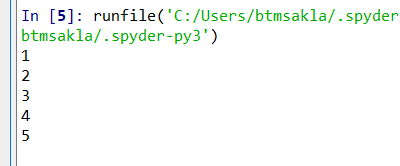 In [5]: runfile('C:/Users/btmsakla/.spyder
btmsakla/.spyder-py3')
1
2
3
4
5